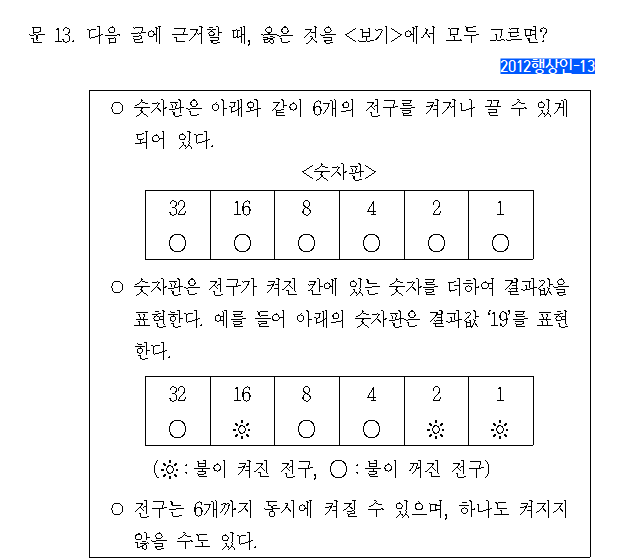 문 13. 다음 글에 근거할 때, 옳은 것을 <보기>에서 모두 고르면?
2012행상인-13
○ 숫자판은 아래와 같이 6개의 전구를 켜거나 끌 수 있게
되어 있다.
<숫자판>
32 16 8 4 2 1
○ ○ ○ ○ ○ ○
○ 숫자판은 전구가 켜진 칸에 있는 숫자를 더하여 결과값을
표현한다. 예를 들어 아래의 숫자판은 결과값 ‘19’를 표현
한다.
32 16 8 4 2 1
○ ☼ ○ ○ ☼ ☼
(☼ : 불이 켜진 전구, ○ : 불이 꺼진 전구)
○ 전구는 6개까지 동시에 켜질 수 있으며, 하나도 켜지지
않을 수도 있다.